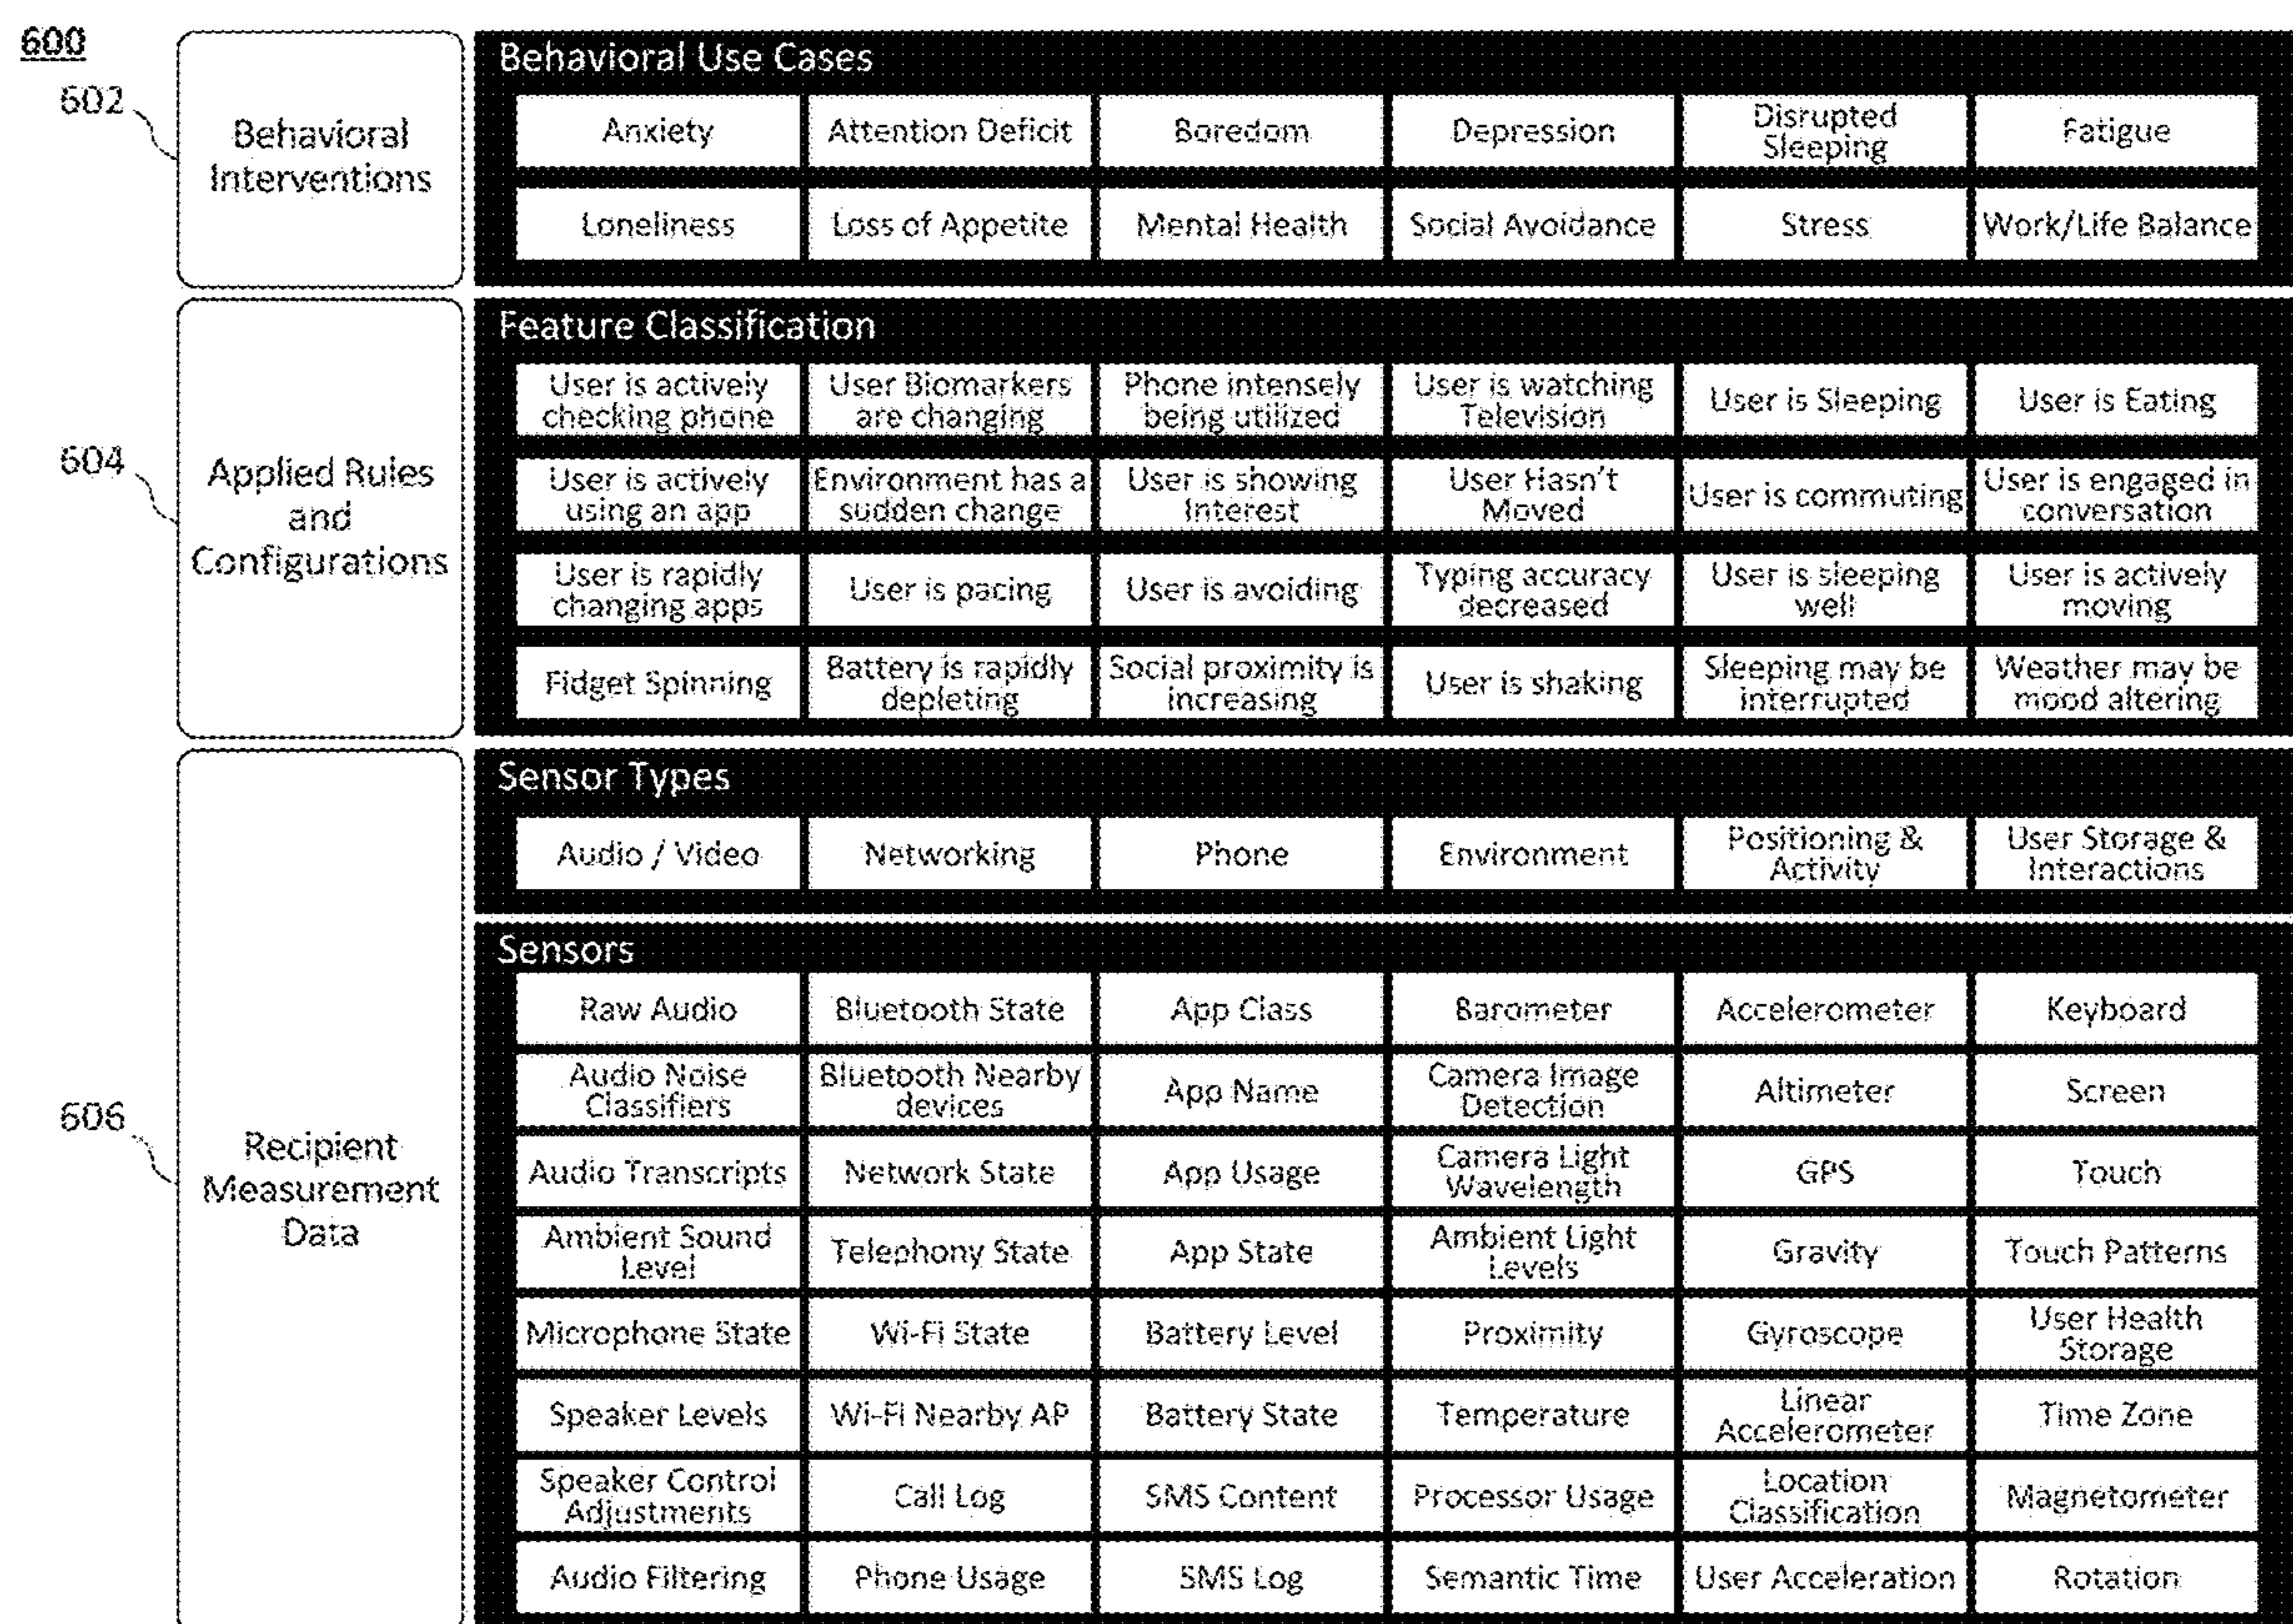 600
602
Behavioral
Interventions
Behavioral Use Cases
Anxiety
Attention Deficit
Boredom
Depression
Disrupted
Sleeping
Fatigue
Loneliness
Loss of Appetite
Mental Health
Social Avoidance
Stress
Work/Life Balance
604
Applied Rules
and
Configurations
Feature Classification
User is actively
checking phone
User Biomarkers
are changing
Phone intensely
being utilized
User is watching
Television
User is Sleeping
User is Eating
User is actively
using an app
Environment has a
sudden change
User is showing
Interest
User Hasn't
Moved
User is commuting
User is engaged in
conversation
User is rapidly
changing apps
User is pacing
User is avoiding
Typing accuracy
decreased
User is sleeping
well
User is actively
moving
Fidget Spinning
Battery is rapidly
depleting
Social proximity is
increasing
User is shaking
Sleeping may be
interrupted
Weather may be
mood altering
606
Recipient
Measurement
Data
Sensor Types
Audio / Video
Networking
Phone
Environment
Positioning &
Activity
User Storage &
Interactions
Sensors
Raw Audio
Bluetooth State
App Class
Barometer
Accelerometer
Keyboard
Audio Noise
Classifiers
Bluetooth Nearby
devices
App Name
Camera Image
Detection
Altimeter
Screen
Audio Transcripts
Network State
App Usage
Camera Light
Wavelength
GPS
Touch
Ambient Sound
Level
Telephony State
App State
Ambient Light
Levels
Gravity
Touch Patterns
Microphone State
Wi-Fi State
Battery Level
Proximity
Gyroscope
User Health
Storage
Speaker Levels
Wi-Fi Nearby AP
Battery State
Temperature
Linear
Accelerometer
Time Zone
Speaker Control
Adjustments
Call Log
SMS Content
Processor Usage
Location
Classification
Magnetometer
Audio Filtering
Phone Usage
SMS Log
Semantic Time
User Acceleration
Rotation